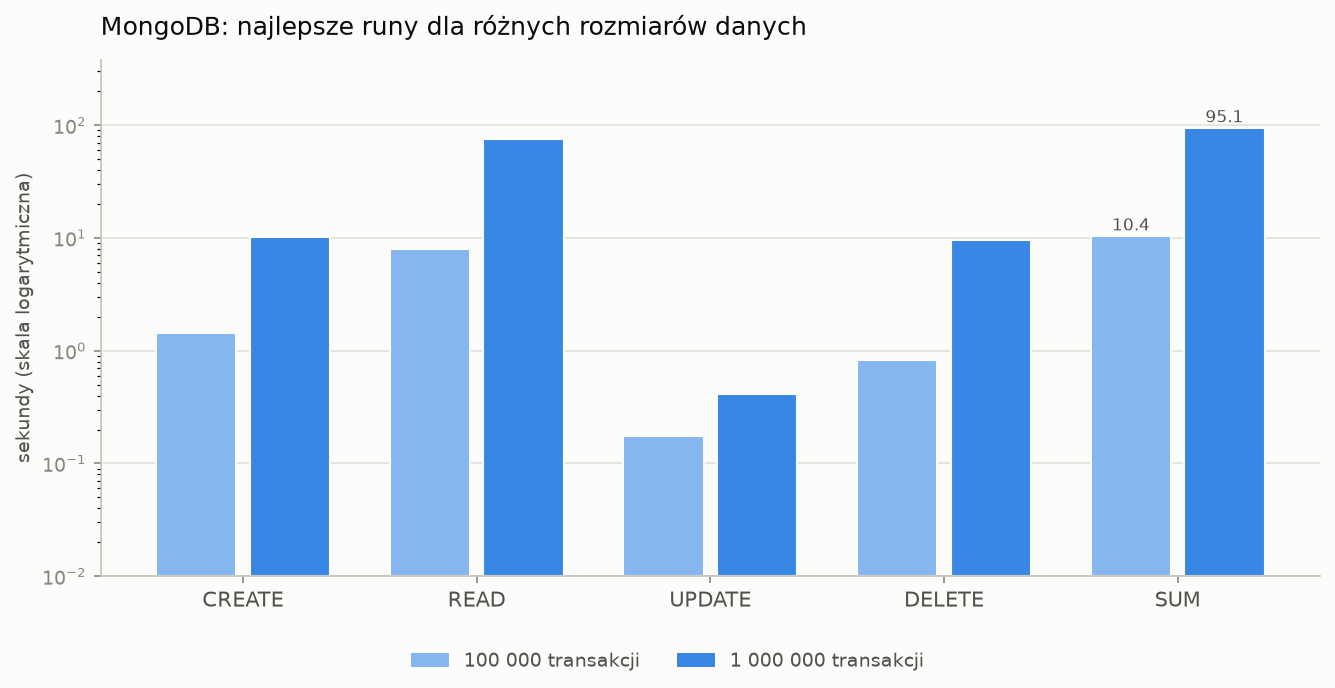 MongoDB: najlepsze runy dla różnych rozmiarów danych
sekundy (skala logarytmiczna)
10²
10¹
10⁰
10⁻¹
10⁻²
95.1
10.4
CREATE READ UPDATE DELETE SUM
100 000 transakcji 1 000 000 transakcji